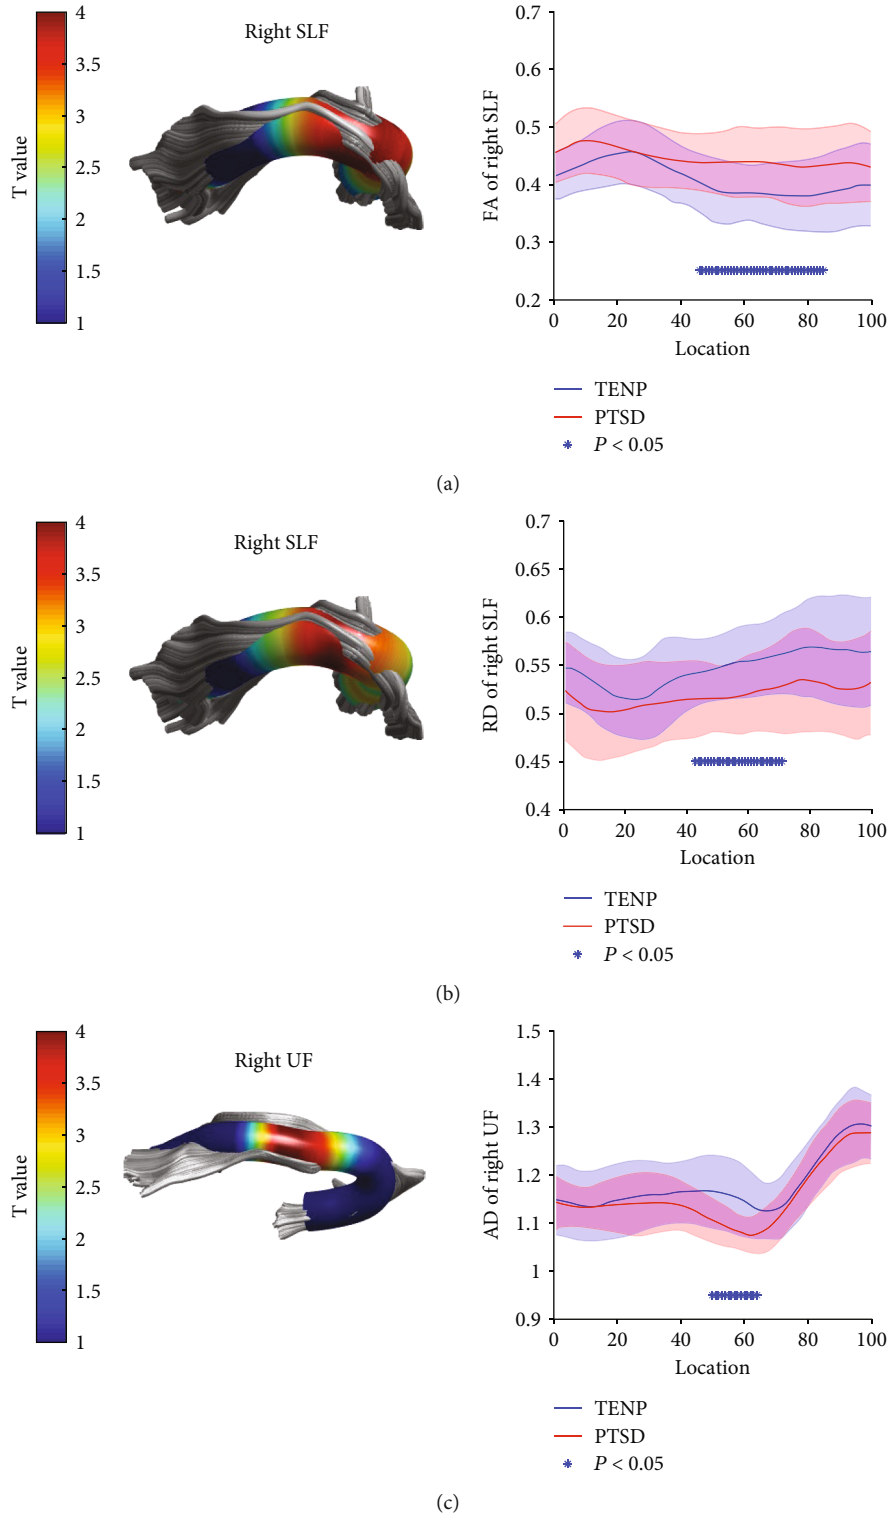 Right SLF
T value
4
3.5
3
2.5
2
1.5
1
FA of right SLF
0.7
0.6
0.5
0.4
0.3
0.2
0 20 40 60 80 100
Location
TENP
PTSD
P < 0.05
(a)
Right SLF
T value
4
3.5
3
2.5
2
1.5
1
RD of right SLF
0.7
0.65
0.6
0.55
0.5
0.45
0.4
0 20 40 60 80 100
Location
TENP
PTSD
P < 0.05
(b)
Right UF
T value
4
3.5
3
2.5
2
1.5
1
AD of right UF
1.5
1.4
1.3
1.2
1.1
1
0.9
0 20 40 60 80 100
Location
TENP
PTSD
P < 0.05
(c)